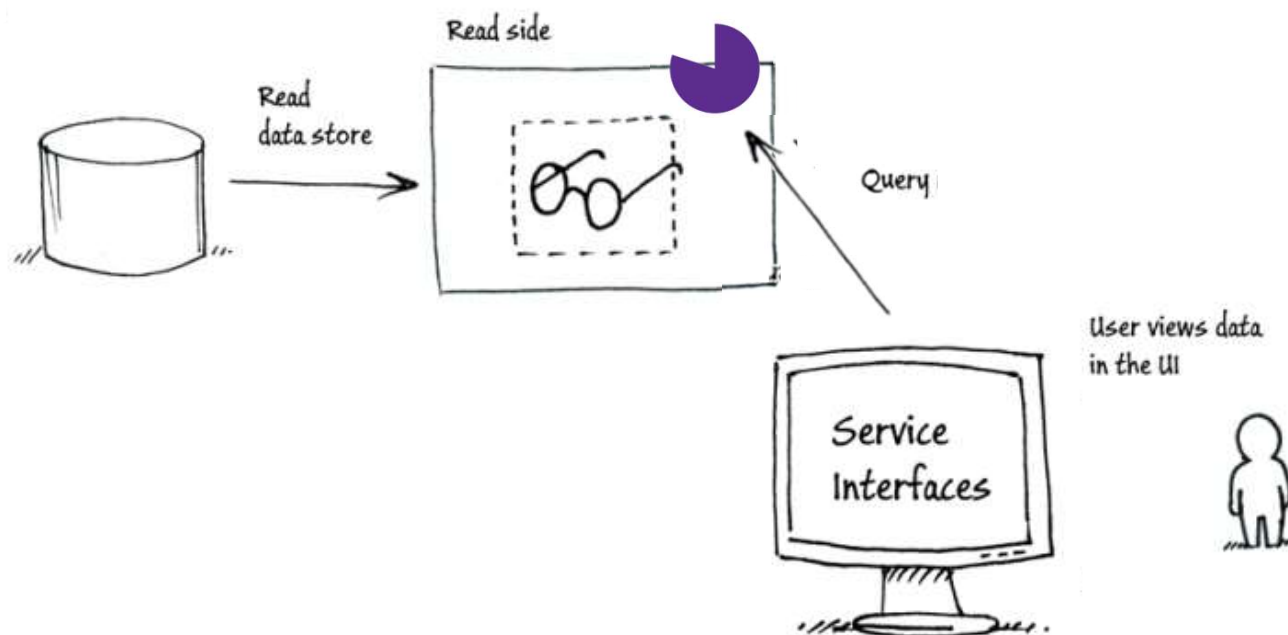 Read side
Read
data store
Query
User views data
in the UI
Service
Interfaces